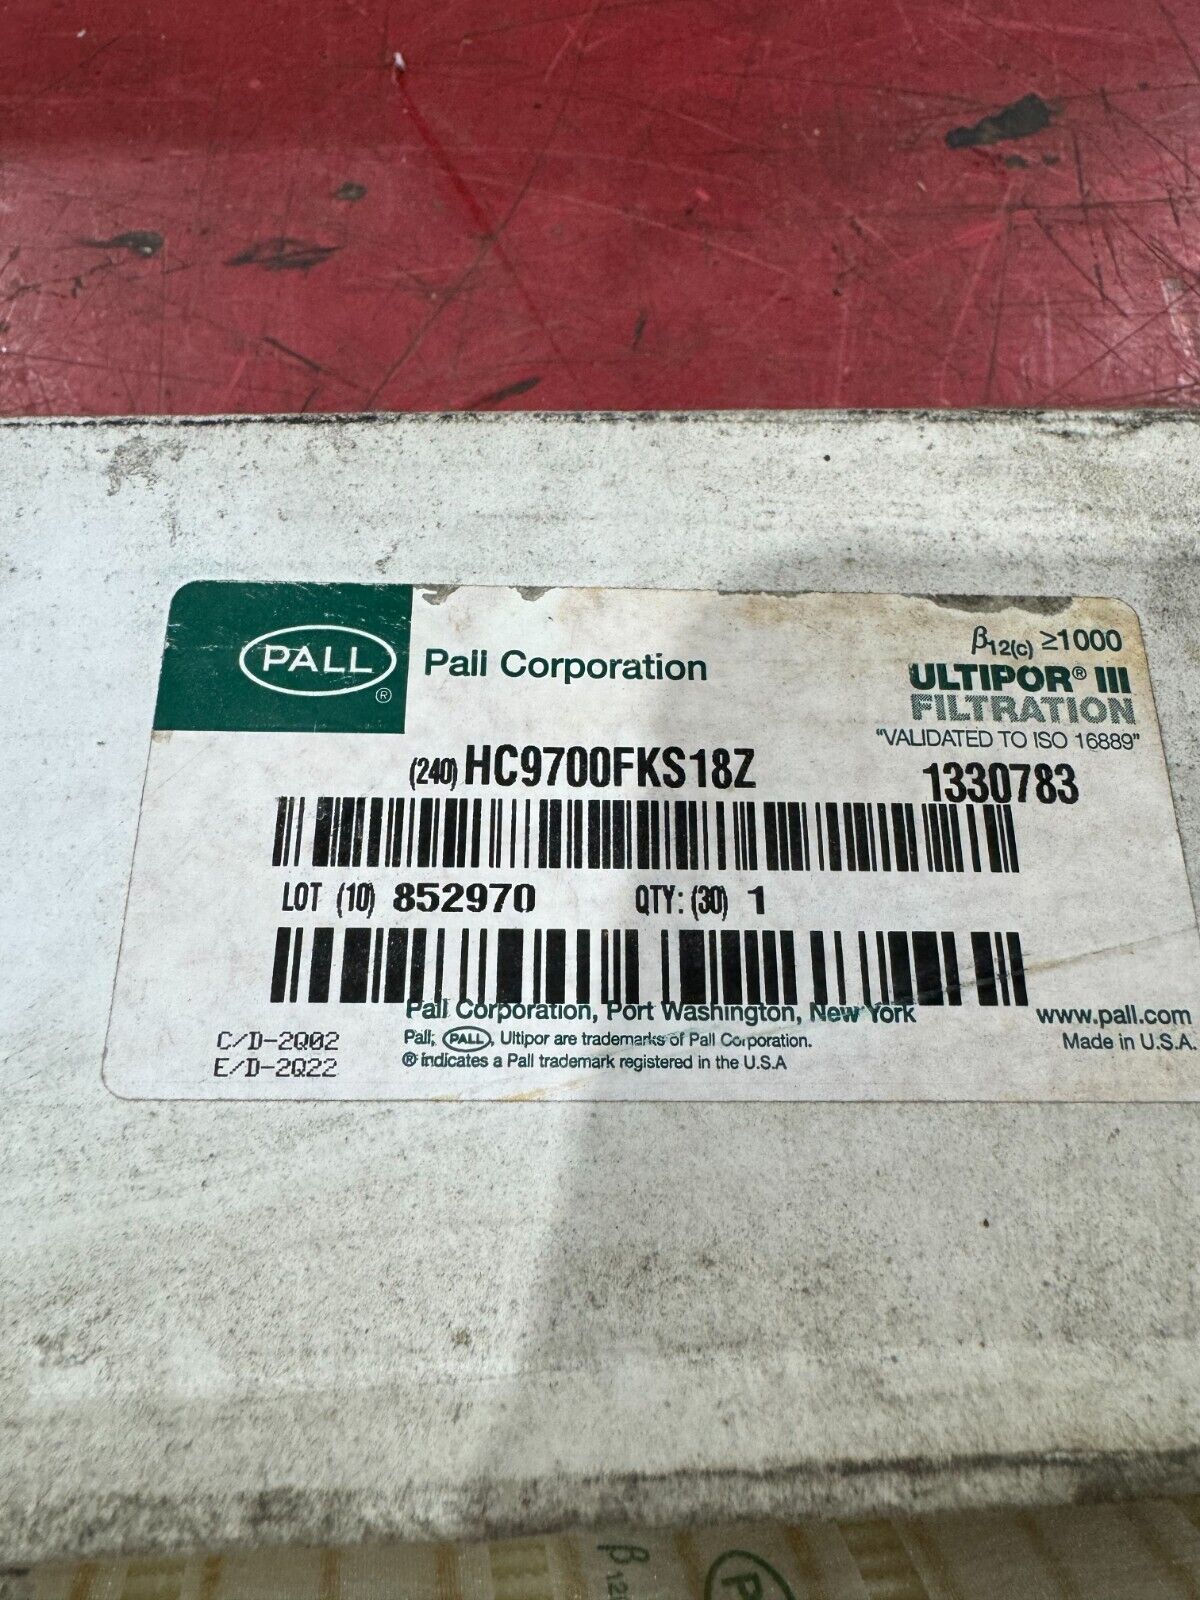 PALL ®
Pall Corporation
β12(c) ≥1000
ULTIPOR® III
FILTRATION
"VALIDATED TO ISO 16889"
(240) HC9700FKS18Z
1330783
LOT (10) 852970 QTY: (30) 1
Pall Corporation, Port Washington, New York
www.pall.com
C/D-2Q02
Pall, PALL, Ultipor are trademarks of Pall Corporation.
Made in U.S.A.
E/D-2Q22
® indicates a Pall trademark registered in the U.S.A
β12